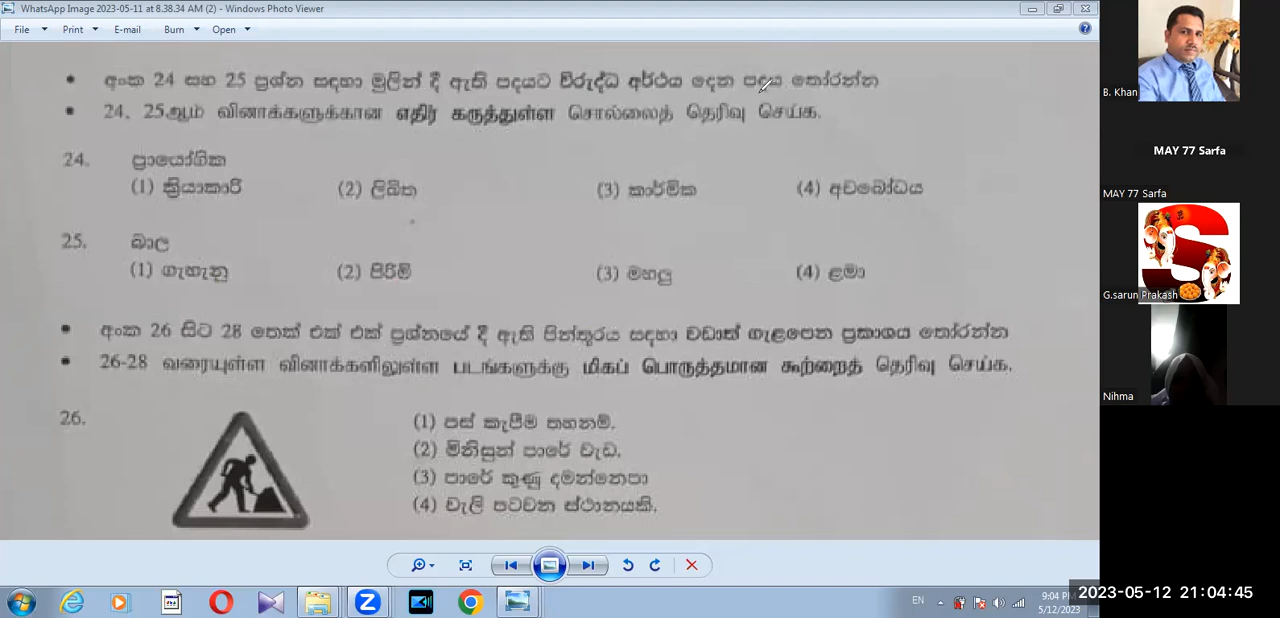 WhatsApp Image 2023-05-11 at 8.38.34 AM (2) - Windows Photo Viewer
File Print E-mail Burn Open
• අංක 24 සහ 25 ප්‍රශ්න සඳහා මුලින් දී ඇති පදයට විරුද්ධ අර්ථය දෙන පදය තෝරන්න
• 24, 25ஆம் வினாக்களுக்கான எதிர் கருத்துள்ள சொல்லைத் தெரிவு செய்க.
24. ප්‍රායෝගික
(1) ක්‍රියාකාරී (2) ලිඛිත (3) කාර්මික (4) අවබෝධය
25. බාල
(1) ගැහැනු (2) පිරිමි (3) මහලු (4) ළමා
• අංක 26 සිට 28 තෙක් එක් එක් ප්‍රශ්නයේ දී ඇති පින්තූරය සඳහා වඩාත් ගැළපෙන ප්‍රකාශය තෝරන්න
• 26-28 வரையுள்ள வினாக்களிலுள்ள படங்களுக்கு மிகப் பொருத்தமான கூற்றைத் தெரிவு செய்க.
26. (1) පස් කැපීම තහනම්.
(2) මිනිසුන් පාරේ වැඩ.
(3) පාරේ කුණු දමන්නෙපා
(4) වැලි පටවන ස්ථානයකි.
B. Khan
MAY 77 Sarfa
MAY 77 Sarfa
G.sarun Prakash
Nihma
EN
9:04 PM
5/12/2023
2023-05-12 21:04:45